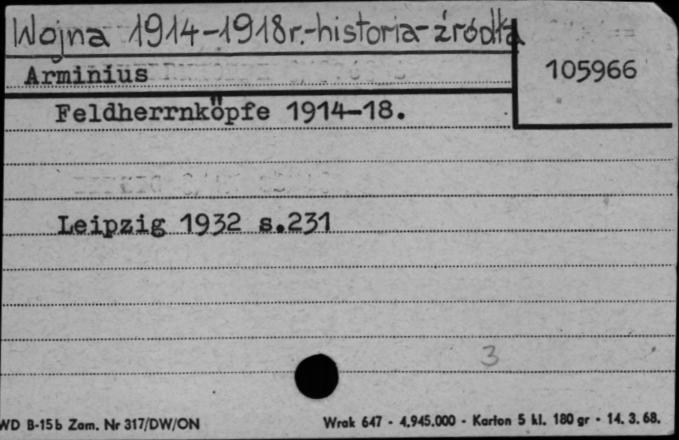 Wojna 1914-1918r.-historia-źródła
Arminius
105966
Feldherrnköpfe 1914-18.
Leipzig 1932 s.231
3
WD B-15b Zam. Nr 317/DW/ON
Wrak 647 - 4.945.000 - Karton 5 kl. 180 gr - 14. 3. 68.